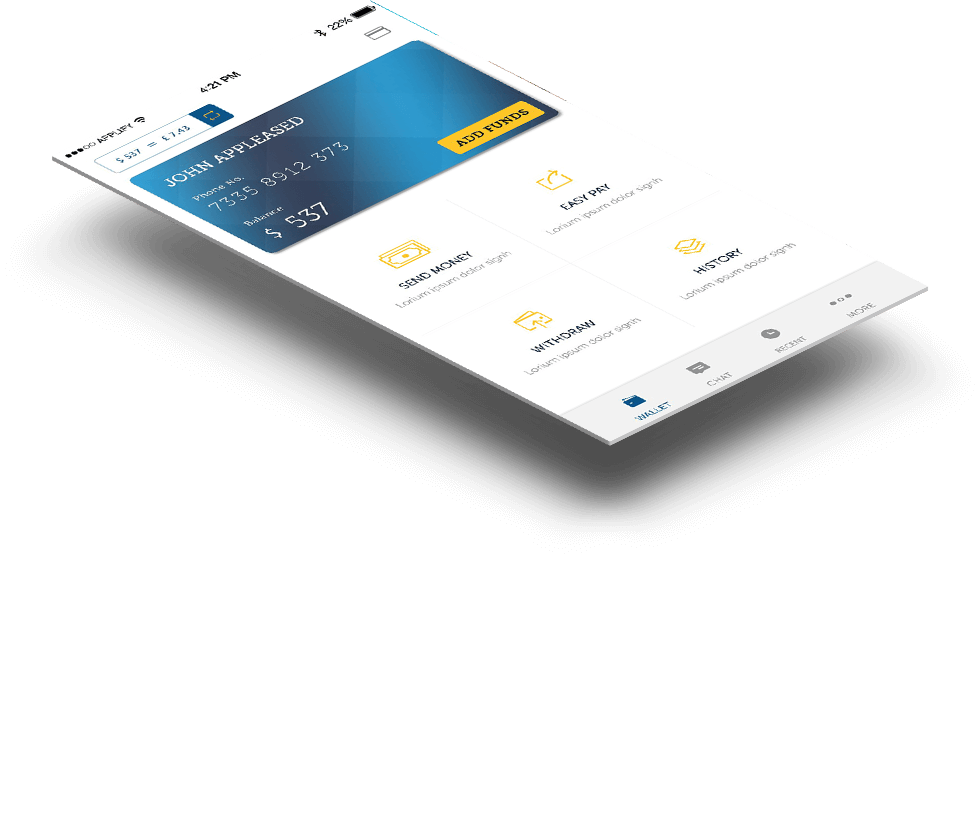 APPLIFY 4:21 PM 22%
$ 537 = £ 7.43
JOHN APPLEASED
Phone No.
7335 8912 373
Balance
$ 537
ADD FUNDS
SEND MONEY
Lorium ipsum dolor signh
EASY PAY
Lorium ipsum dolor signh
WITHDRAW
Lorium ipsum dolor signh
HISTORY
Lorium ipsum dolor signh
WALLET
CHAT
RECENT
MORE